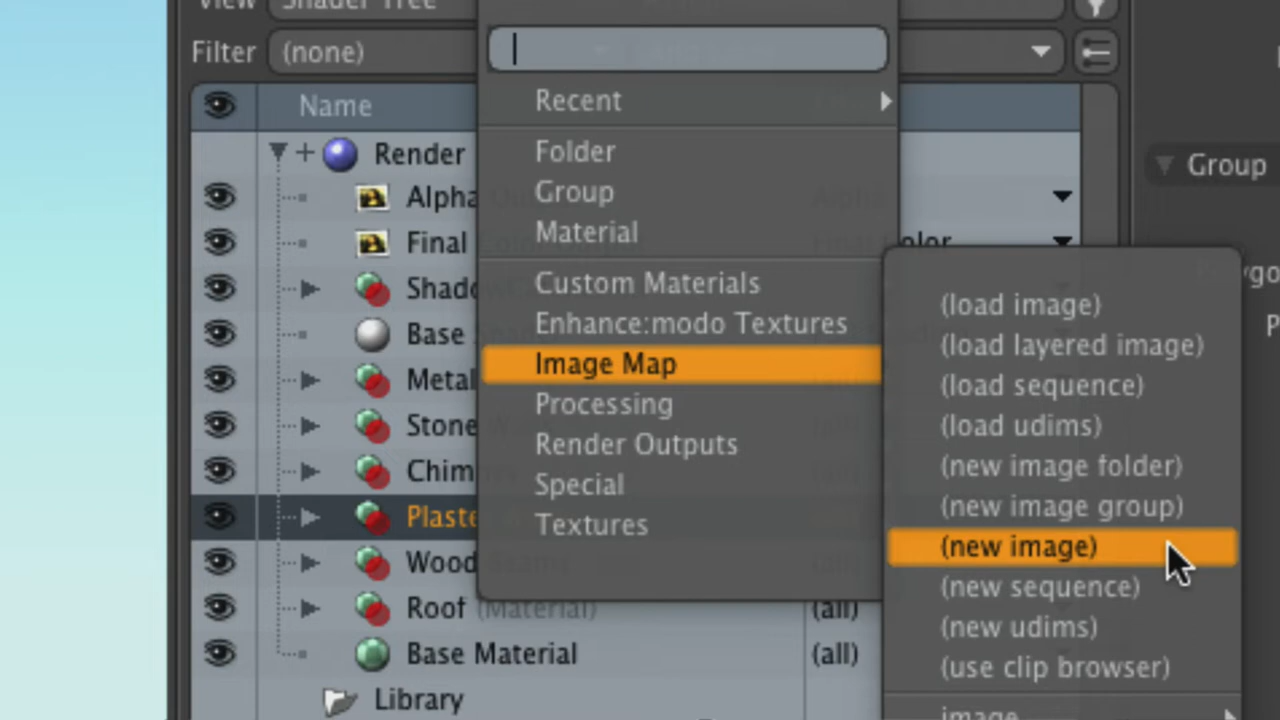 View Shader Tree
Filter (none)
Name
Render
Alpha
Final
Base
Metal
Stone
Wood
Roof (Material) (all)
Base Material (all)
Library
Recent
Folder
Group
Material
Custom Materials
Enhance:modo Textures
Image Map
Processing
Render Outputs
Special
Textures
(load image)
(load layered image)
(load sequence)
(load udims)
(new image folder)
(new image group)
(new image)
(new sequence)
(new udims)
(use clip browser)
image
Group